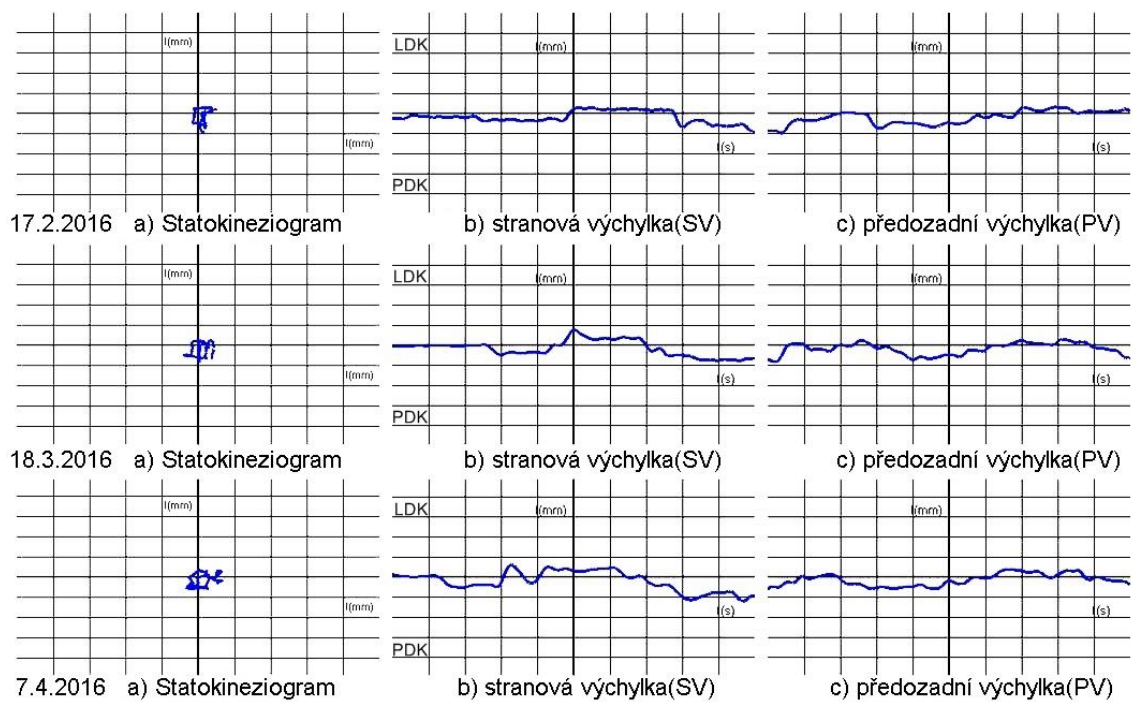 l(mm)
l(mm)
17.2.2016 a) Statokineziogram
LDK
l(mm)
l(s)
PDK
b) stranová výchylka(SV)
l(mm)
l(s)
c) předozadní výchylka(PV)
l(mm)
l(mm)
18.3.2016 a) Statokineziogram
LDK
l(mm)
l(s)
PDK
b) stranová výchylka(SV)
l(mm)
l(s)
c) předozadní výchylka(PV)
l(mm)
l(mm)
7.4.2016 a) Statokineziogram
LDK
l(mm)
l(s)
PDK
b) stranová výchylka(SV)
l(mm)
l(s)
c) předozadní výchylka(PV)